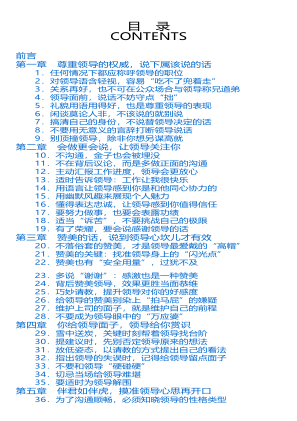 目 录
CONTENTS
前言
第一章 尊重领导的权威，说下属该说的话
1．任何情况下都应称呼领导的职位
2．对领导语含轻视，容易“吃不了兜着走”
3．关系再好，也不可在公众场合与领导称兄道弟
4．领导面前，说话不妨守点“拙”
5．礼貌用语用得好，也是尊重领导的表现
6．闲谈莫论人非，不该说的就别说
7．搞清自己的身份，不说替领导决定的话
8．不要用无意义的言辞打断领导说话
9．别顶撞领导，除非你想另谋高就
第二章 会做更会说，让领导关注你
10．不沟通，金子也会被埋没
11．不在背后议论，而是多做正面的沟通
12．主动汇报工作进度，领导会更放心
13．适时告诉领导：工作让我很快乐
14．用语言让领导感到你是和他同心协力的
15．用幽默风趣来展现个人魅力
16．懂得表达忠诚，让领导感到你值得信任
17．要努力做事，也要会表露功绩
18．适当“诉苦”，不要挑战自己的极限
19．有了荣耀，要会说感谢领导的话
第三章 赞美的话，说到领导心坎儿才有效
20．不落俗套的赞美，才是领导最爱戴的“高帽”
21．赞美的关键：找准领导身上的“闪光点”
22．赞美也有“安全用量”，过犹不及
23．多说“谢谢”：感激也是一种赞美
24．背后赞美领导，效果更胜当面恭维
25．巧妙请教，提升领导对你的好感度
26．给领导的赞美别染上“拍马屁”的嫌疑
27．维护上司的面子，就是维护自己的前程
28．不要成为领导眼中的“万应婆”
第四章 你给领导面子，领导给你赏识
29．雪中送炭，关键时刻帮着领导找台阶
30．提建议时，先别否定领导原来的想法
31．放低姿态，以请教的方式提出自己的看法
32．指出领导的失误时，记得给领导留点面子
33．不要和领导“硬碰硬”
34．切忌当场给领导难堪
35．要适时为领导解围
第五章 伴君如伴虎，摸准领导心思再开口
36．为了沟通顺畅，必须知晓领导的性格类型